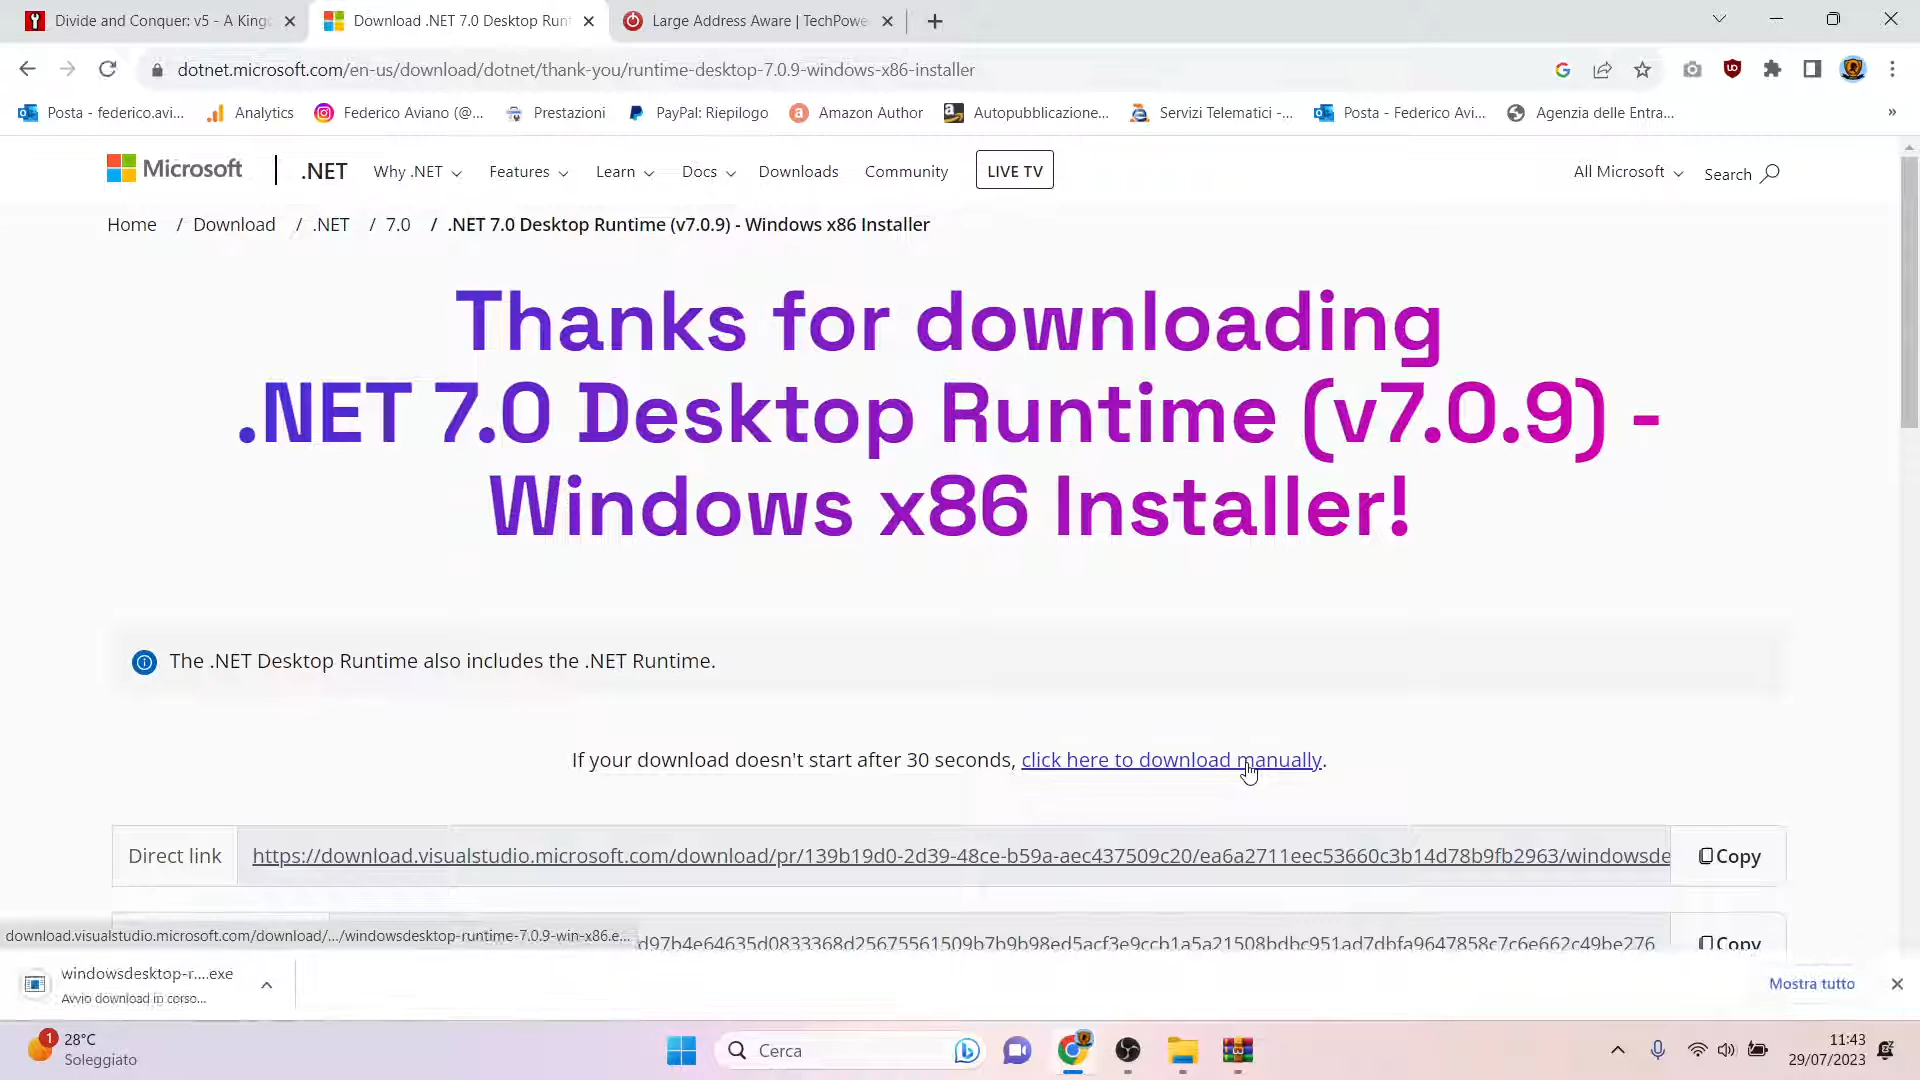 Divide and Conquer: v5 - A King
Download .NET 7.0 Desktop Runt
Large Address Aware | TechPowe
dotnet.microsoft.com/en-us/download/dotnet/thank-you/runtime-desktop-7.0.9-windows-x86-installer
Posta - federico.avi...
Analytics
Federico Aviano (@...
Prestazioni
PayPal: Riepilogo
Amazon Author
Autopubblicazione...
Servizi Telematici -...
Posta - Federico Avi...
Agenzia delle Entra...
»
Microsoft
.NET
Why .NET
Features
Learn
Docs
Downloads
Community
LIVE TV
All Microsoft
Search
Home / Download / .NET / 7.0 / .NET 7.0 Desktop Runtime (v7.0.9) - Windows x86 Installer
Thanks for downloading
.NET 7.0 Desktop Runtime (v7.0.9) -
Windows x86 Installer!
The .NET Desktop Runtime also includes the .NET Runtime.
If your download doesn't start after 30 seconds, click here to download manually.
Direct link
https://download.visualstudio.microsoft.com/download/pr/139b19d0-2d39-48ce-b59a-aec437509c20/ea6a2711eec53660c3b14d78b9fb2963/windowsde
Copy
download.visualstudio.microsoft.com/download/.../windowsdesktop-runtime-7.0.9-win-x86.e...
Copy
windowsdesktop-r....exe
Avvio download in corso...
Mostra tutto
1
28°C
Soleggiato
Cerca
11:43
29/07/2023